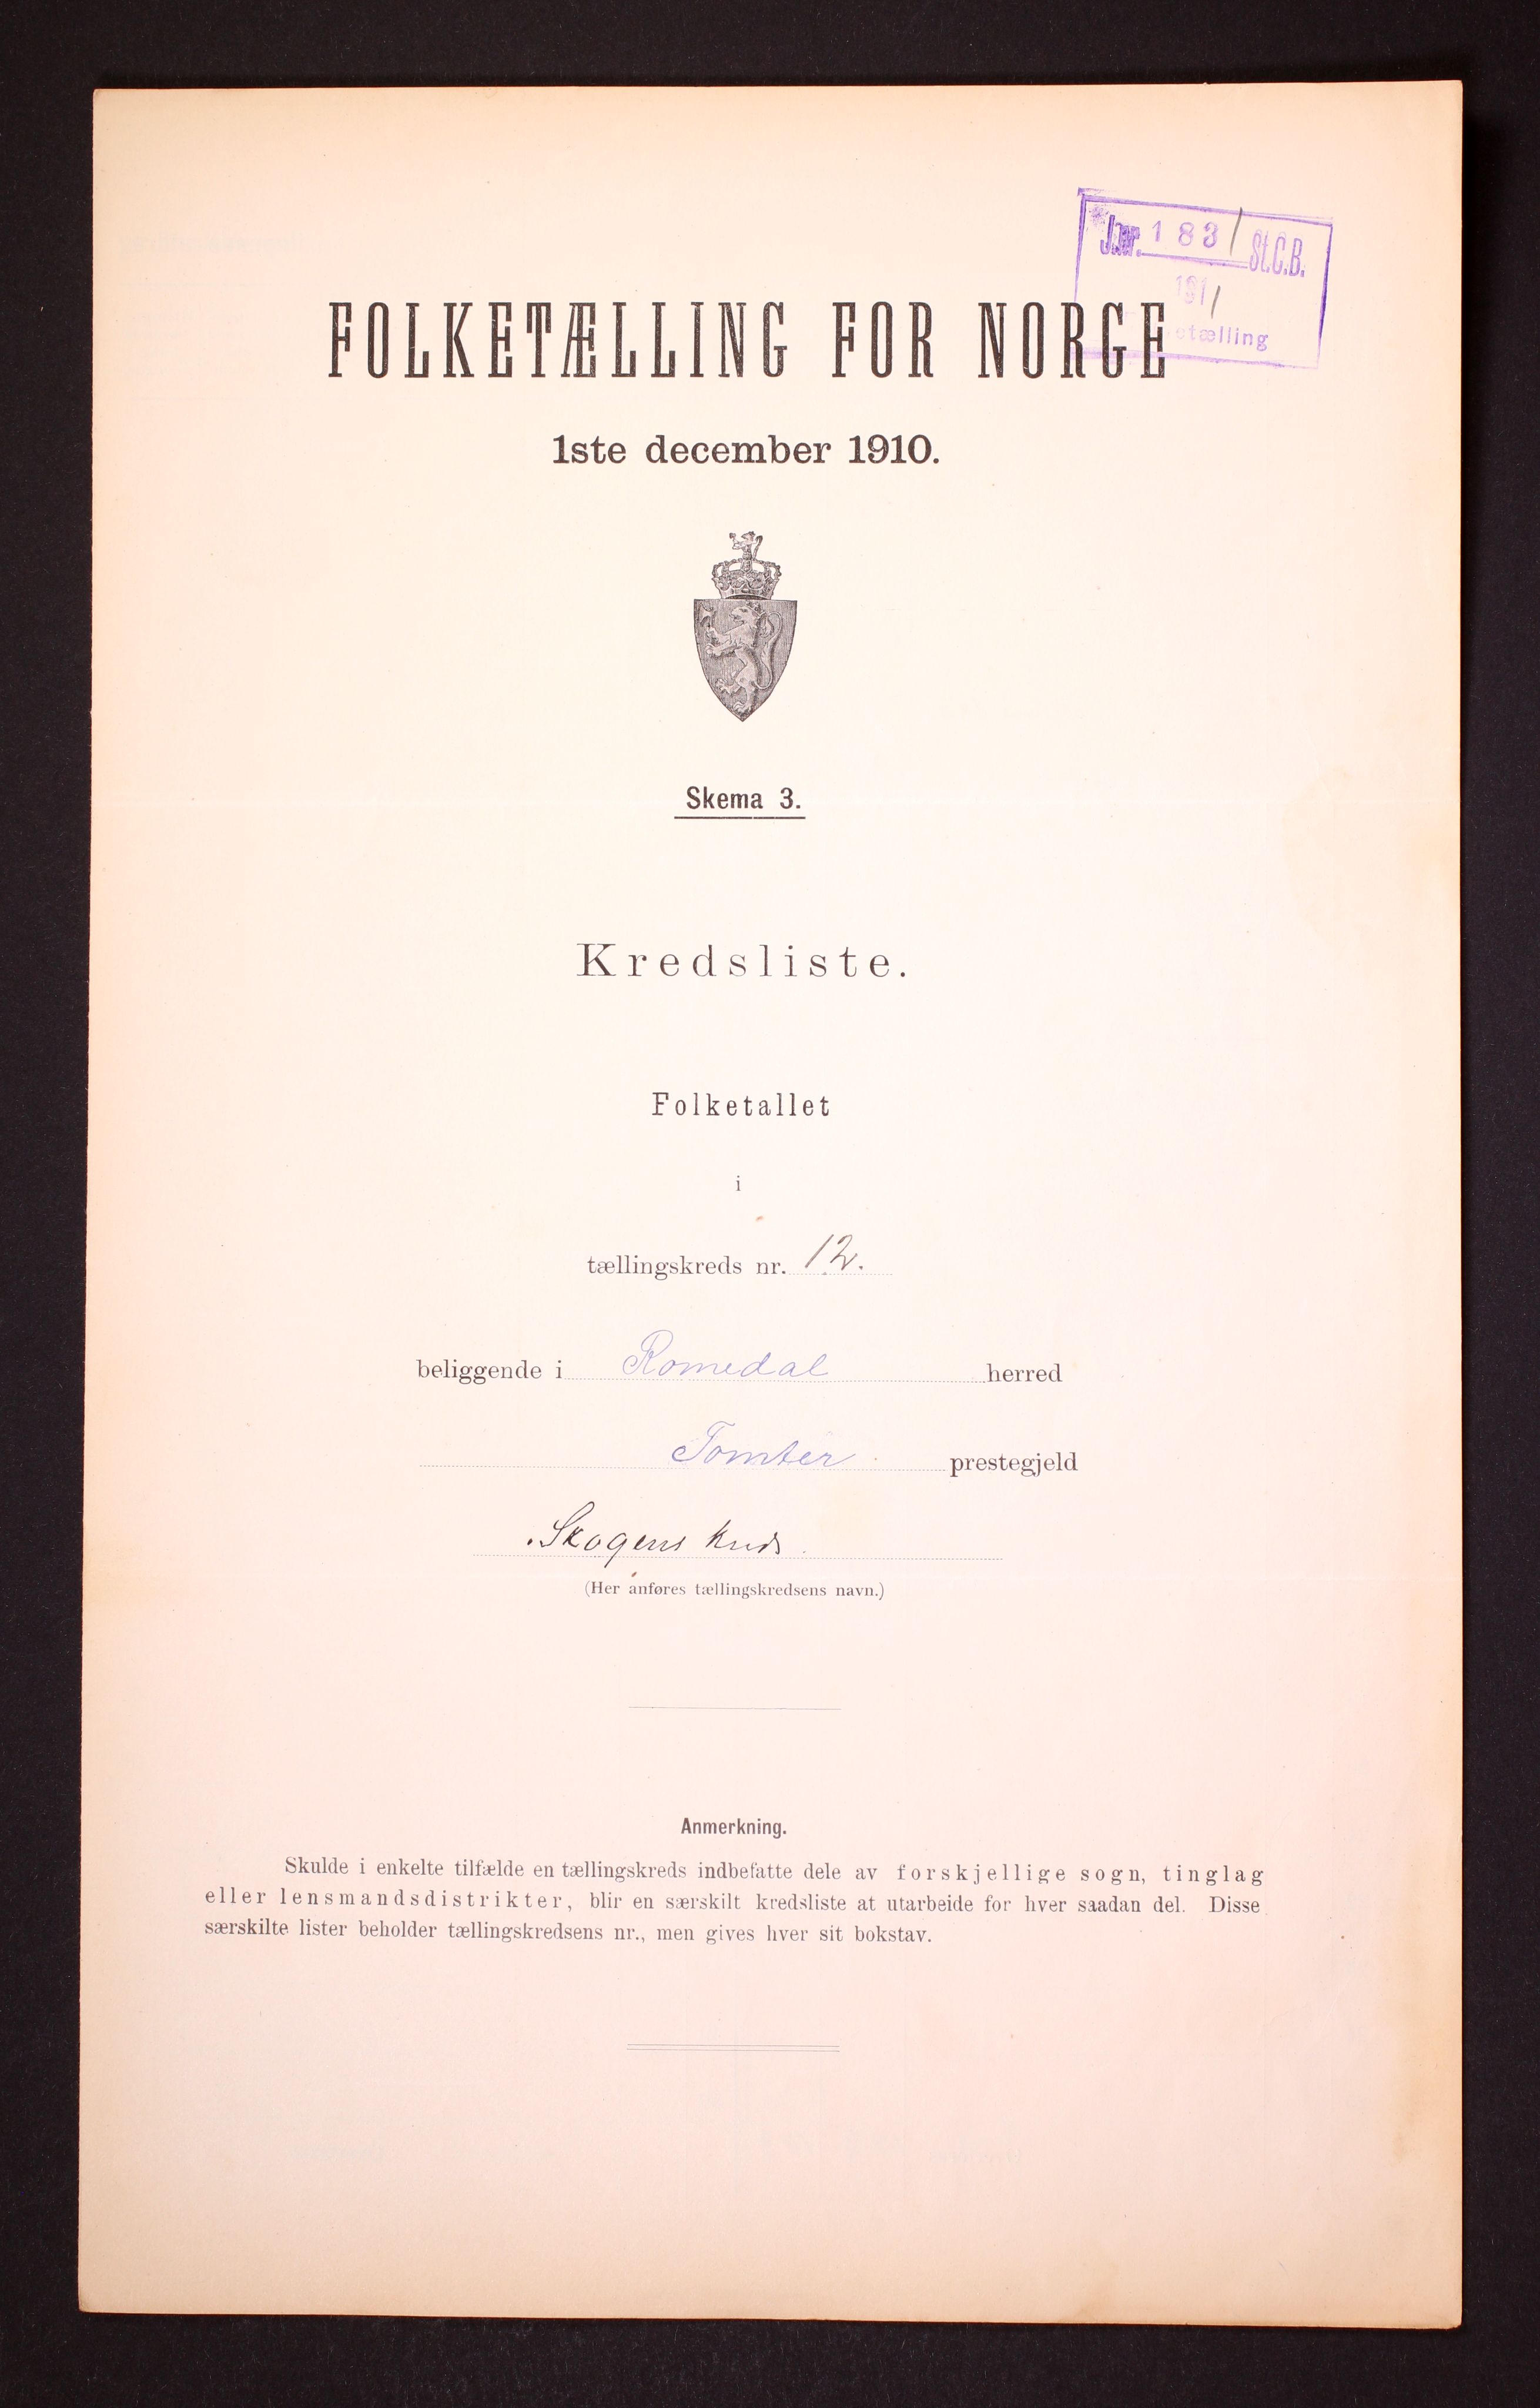 Jnr. 183/ St.C.B.
1911
etælling
FOLKETÆLLING FOR NORGE
1ste december 1910.
Skema 3.
Kredsliste.
Folketallet
i
tællingskreds nr. 12.
beliggende i Romedal herred
Tomter prestegjeld
Skogens kreds
(Her anføres tællingskredsens navn.)
Anmerkning.
Skulde i enkelte tilfælde en tællingskreds indbefatte dele av forskjellige sogn, tinglag
eller lensmandsdistrikter, blir en særskilt kredsliste at utarbeide for hver saadan del. Disse
særskilte lister beholder tællingskredsens nr., men gives hver sit bokstav.